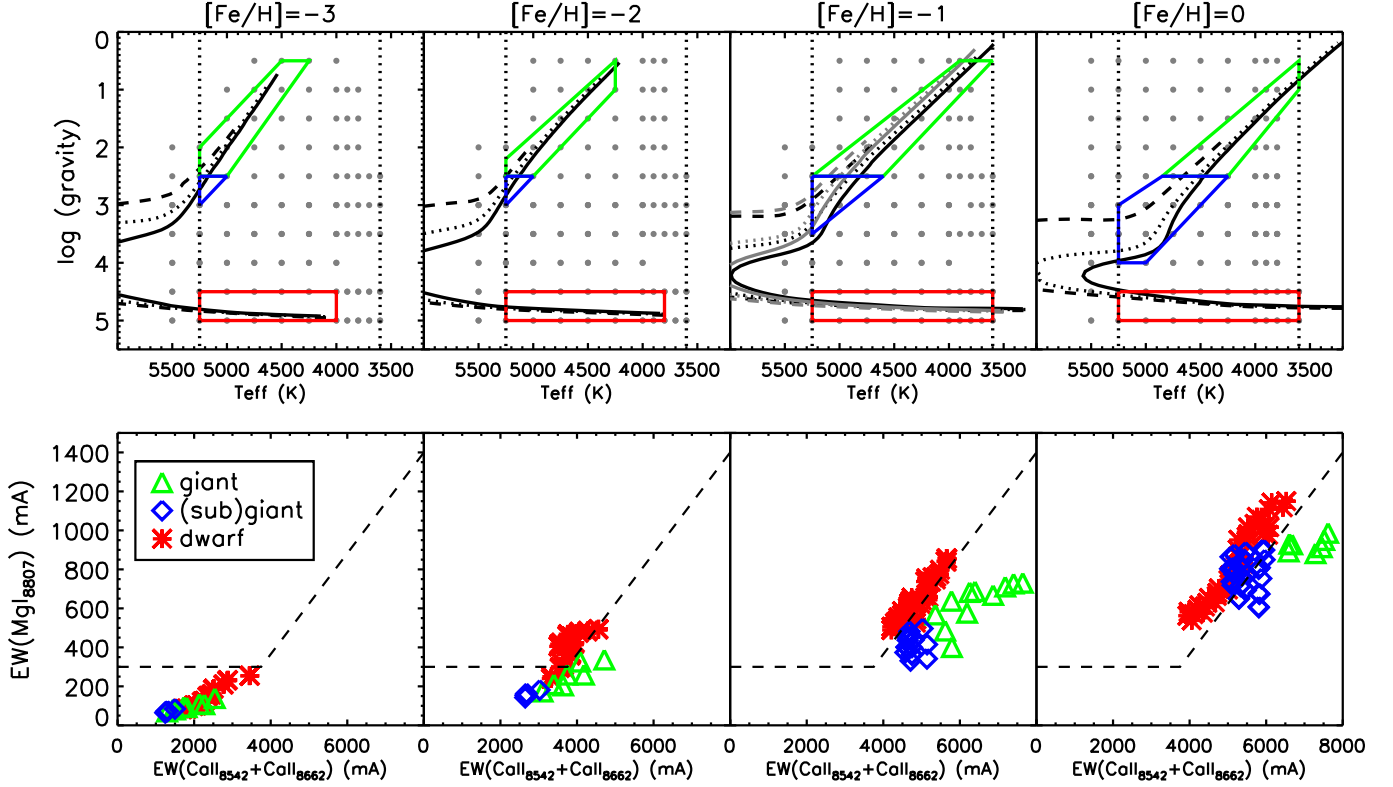 [Fe/H]=−3 [Fe/H]=−2 [Fe/H]=−1 [Fe/H]=0
0
1
2
3
4
5
log (gravity)
5500 5000 4500 4000 3500 5500 5000 4500 4000 3500 5500 5000 4500 4000 3500 5500 5000 4500 4000 3500
Teff (K) Teff (K) Teff (K) Teff (K)
1400
1200
1000
800
600
400
200
0
EW(MgI8807) (mA)
giant
(sub)giant
dwarf
0 2000 4000 6000 0 2000 4000 6000 0 2000 4000 6000 0 2000 4000 6000 8000
EW(CaII8542+CaII8662) (mA) EW(CaII8542+CaII8662) (mA) EW(CaII8542+CaII8662) (mA) EW(CaII8542+CaII8662) (mA)